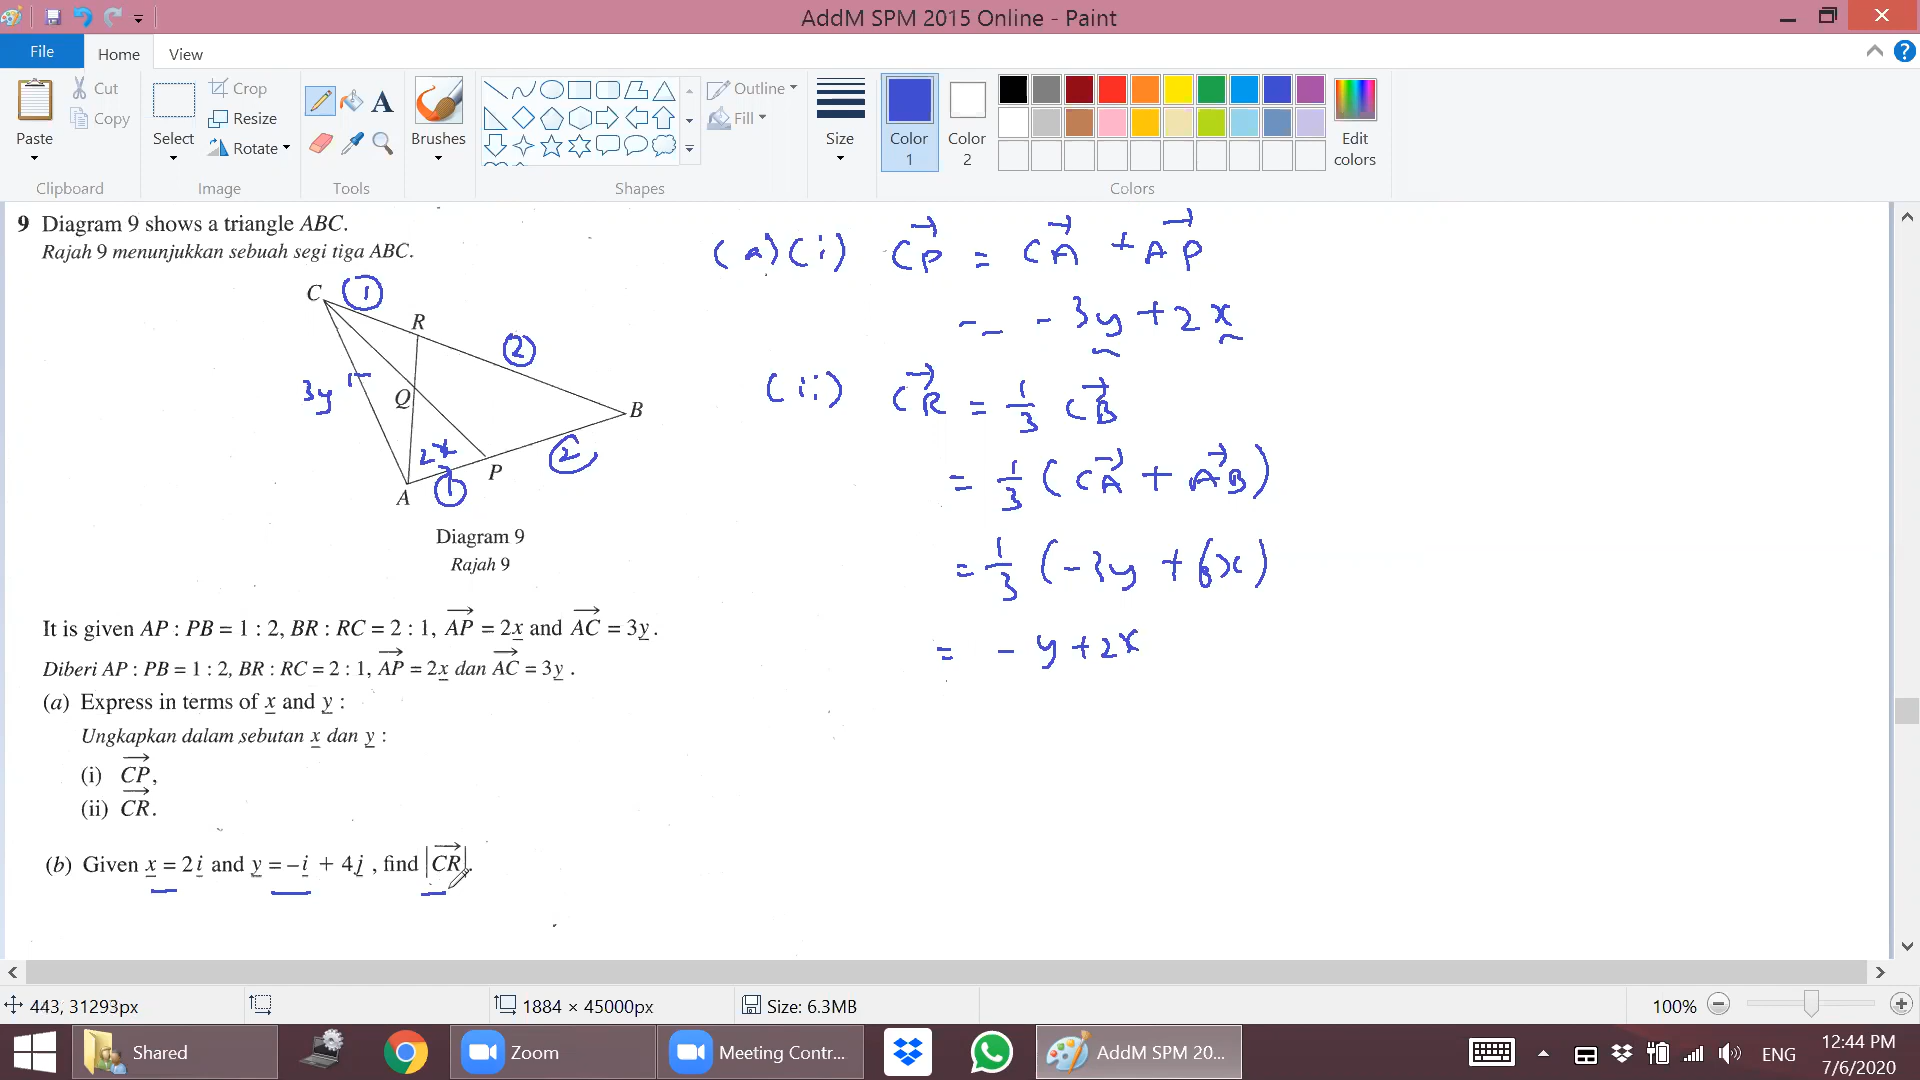 AddM SPM 2015 Online - Paint
File
Home
View
Paste
Cut
Copy
Clipboard
Select
Crop
Resize
Rotate
Image
A
Tools
Brushes
Outline
Fill
Shapes
Size
Color 1
Color 2
Edit colors
Colors
9 Diagram 9 shows a triangle ABC.
Rajah 9 menunjukkan sebuah segi tiga ABC.
C
1
R
2
3y
Q
B
2x
2
P
1
A
Diagram 9
Rajah 9
It is given AP : PB = 1 : 2, BR : RC = 2 : 1, →AP = 2x and →AC = 3y .
Diberi AP : PB = 1 : 2, BR : RC = 2 : 1, →AP = 2x dan →AC = 3y .
(a) Express in terms of x and y :
Ungkapkan dalam sebutan x dan y :
(i) →CP,
(ii) →CR.
(b) Given x = 2i and y = –i + 4j , find |→CR|.
(a)(i) →CP = →CA + →AP
= - 3y + 2x
(ii) →CR = 1/3 →CB
= 1/3 (→CA + →AB)
= 1/3 (-3y + 6x)
= - y + 2x
443, 31293px
1884 × 45000px
Size: 6.3MB
100%
Shared
Zoom
Meeting Contr...
AddM SPM 20...
ENG
12:44 PM
7/6/2020